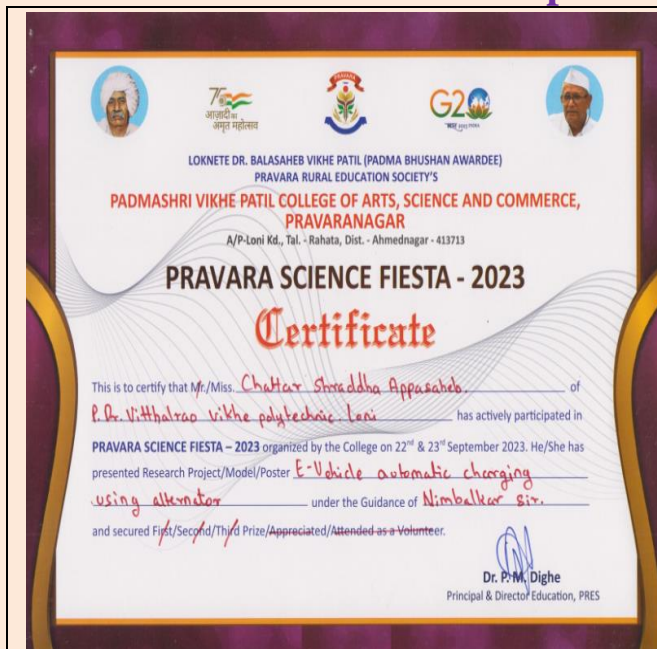 PRAVARA
75
आज़ादी का
अमृत महोत्सव
G20
LOKNETE DR. BALASAHEB VIKHE PATIL (PADMA BHUSHAN AWARDEE)
PRAVARA RURAL EDUCATION SOCIETY'S
PADMASHRI VIKHE PATIL COLLEGE OF ARTS, SCIENCE AND COMMERCE,
PRAVARANAGAR
A/P-Loni Kd., Tal. - Rahata, Dist. - Ahmednagar - 413713
PRAVARA SCIENCE FIESTA - 2023
Certificate
This is to certify that Mr./Miss. Chattar Shraddha Appasaheb. of
P. Dr. Vitthalrao Vikhe polytechnic. Loni has actively participated in
PRAVARA SCIENCE FIESTA – 2023 organized by the College on 22nd & 23rd September 2023. He/She has
presented Research Project/Model/Poster E-Vehicle automatic charging
using alternator under the Guidance of Nimbalkar sir.
and secured First/Second/Third Prize/Appreciated/Attended as a Volunteer.
Dr. P. M. Dighe
Principal & Director Education, PRES